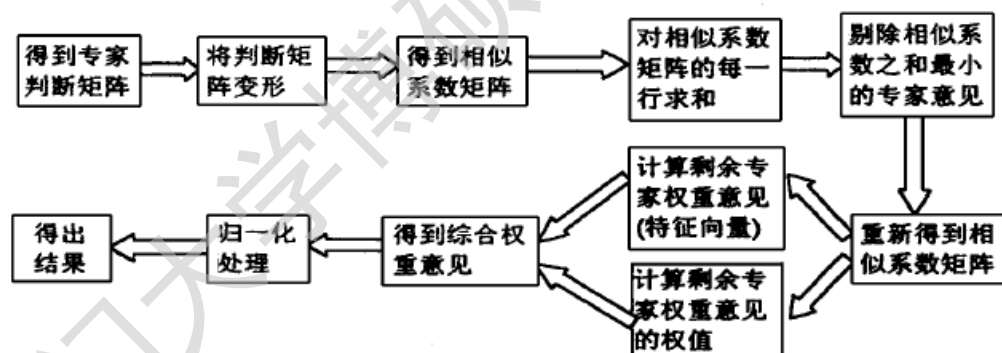 得到专家
判断矩阵
将判断矩
阵变形
得到相似
系数矩阵
对相似系数
矩阵的每一
行求和
剔除相似系
数之和最小
的专家意见
重新得到相
似系数矩阵
计算剩余专
家权重意见
(特征向量)
计算剩余专
家权重意见
的权值
得到综合权
重意见
归一化
处理
得出
结果
门大学博硕